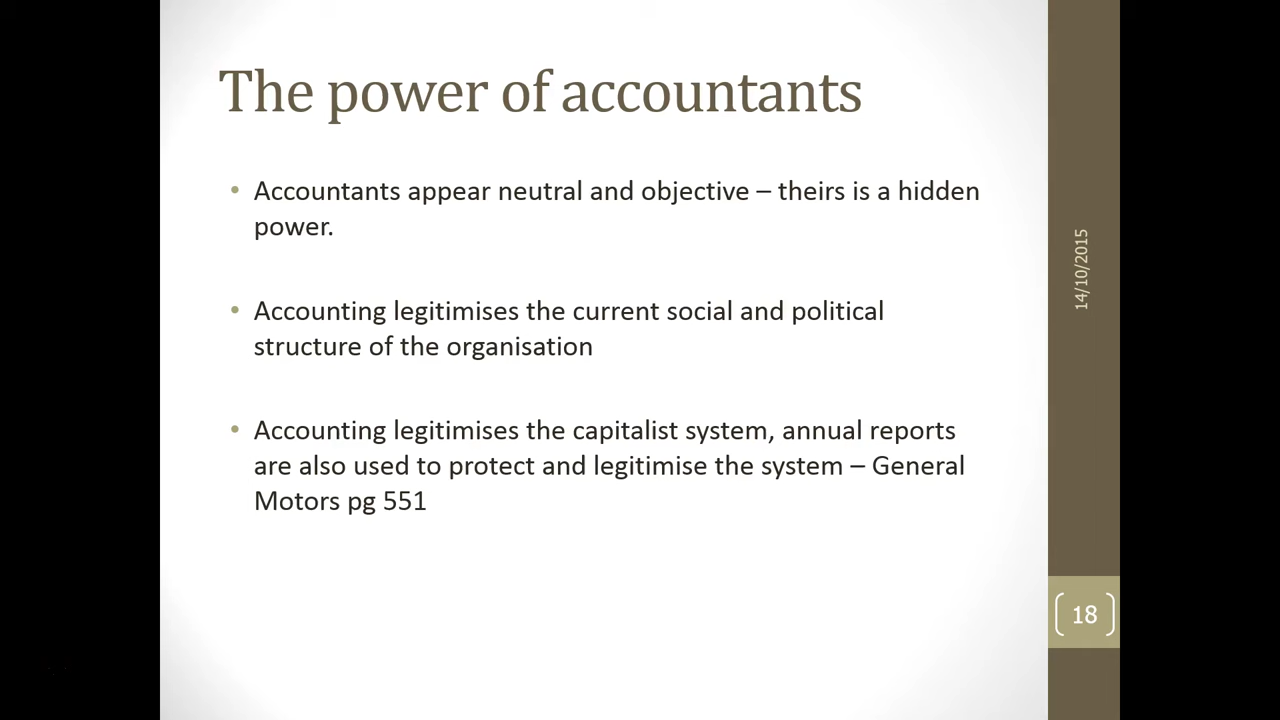 The power of accountants
• Accountants appear neutral and objective – theirs is a hidden
power.
• Accounting legitimises the current social and political
structure of the organisation
• Accounting legitimises the capitalist system, annual reports
are also used to protect and legitimise the system – General
Motors pg 551
14/10/2015
18